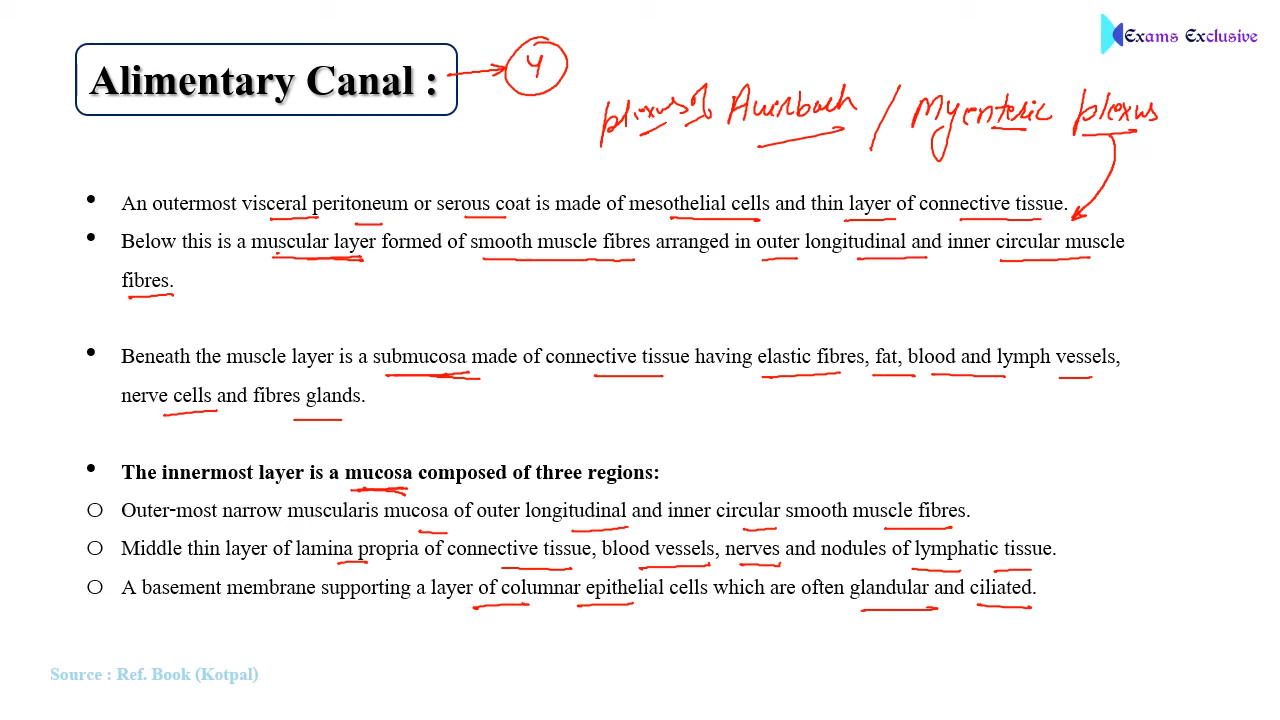 Exams Exclusive
Alimentary Canal :
4
plexus of Auerbach / Myenteric plexus
• An outermost visceral peritoneum or serous coat is made of mesothelial cells and thin layer of connective tissue.
• Below this is a muscular layer formed of smooth muscle fibres arranged in outer longitudinal and inner circular muscle
fibres.
• Beneath the muscle layer is a submucosa made of connective tissue having elastic fibres, fat, blood and lymph vessels,
nerve cells and fibres glands.
• The innermost layer is a mucosa composed of three regions:
o Outer-most narrow muscularis mucosa of outer longitudinal and inner circular smooth muscle fibres.
o Middle thin layer of lamina propria of connective tissue, blood vessels, nerves and nodules of lymphatic tissue.
o A basement membrane supporting a layer of columnar epithelial cells which are often glandular and ciliated.
Source : Ref. Book (Kotpal)